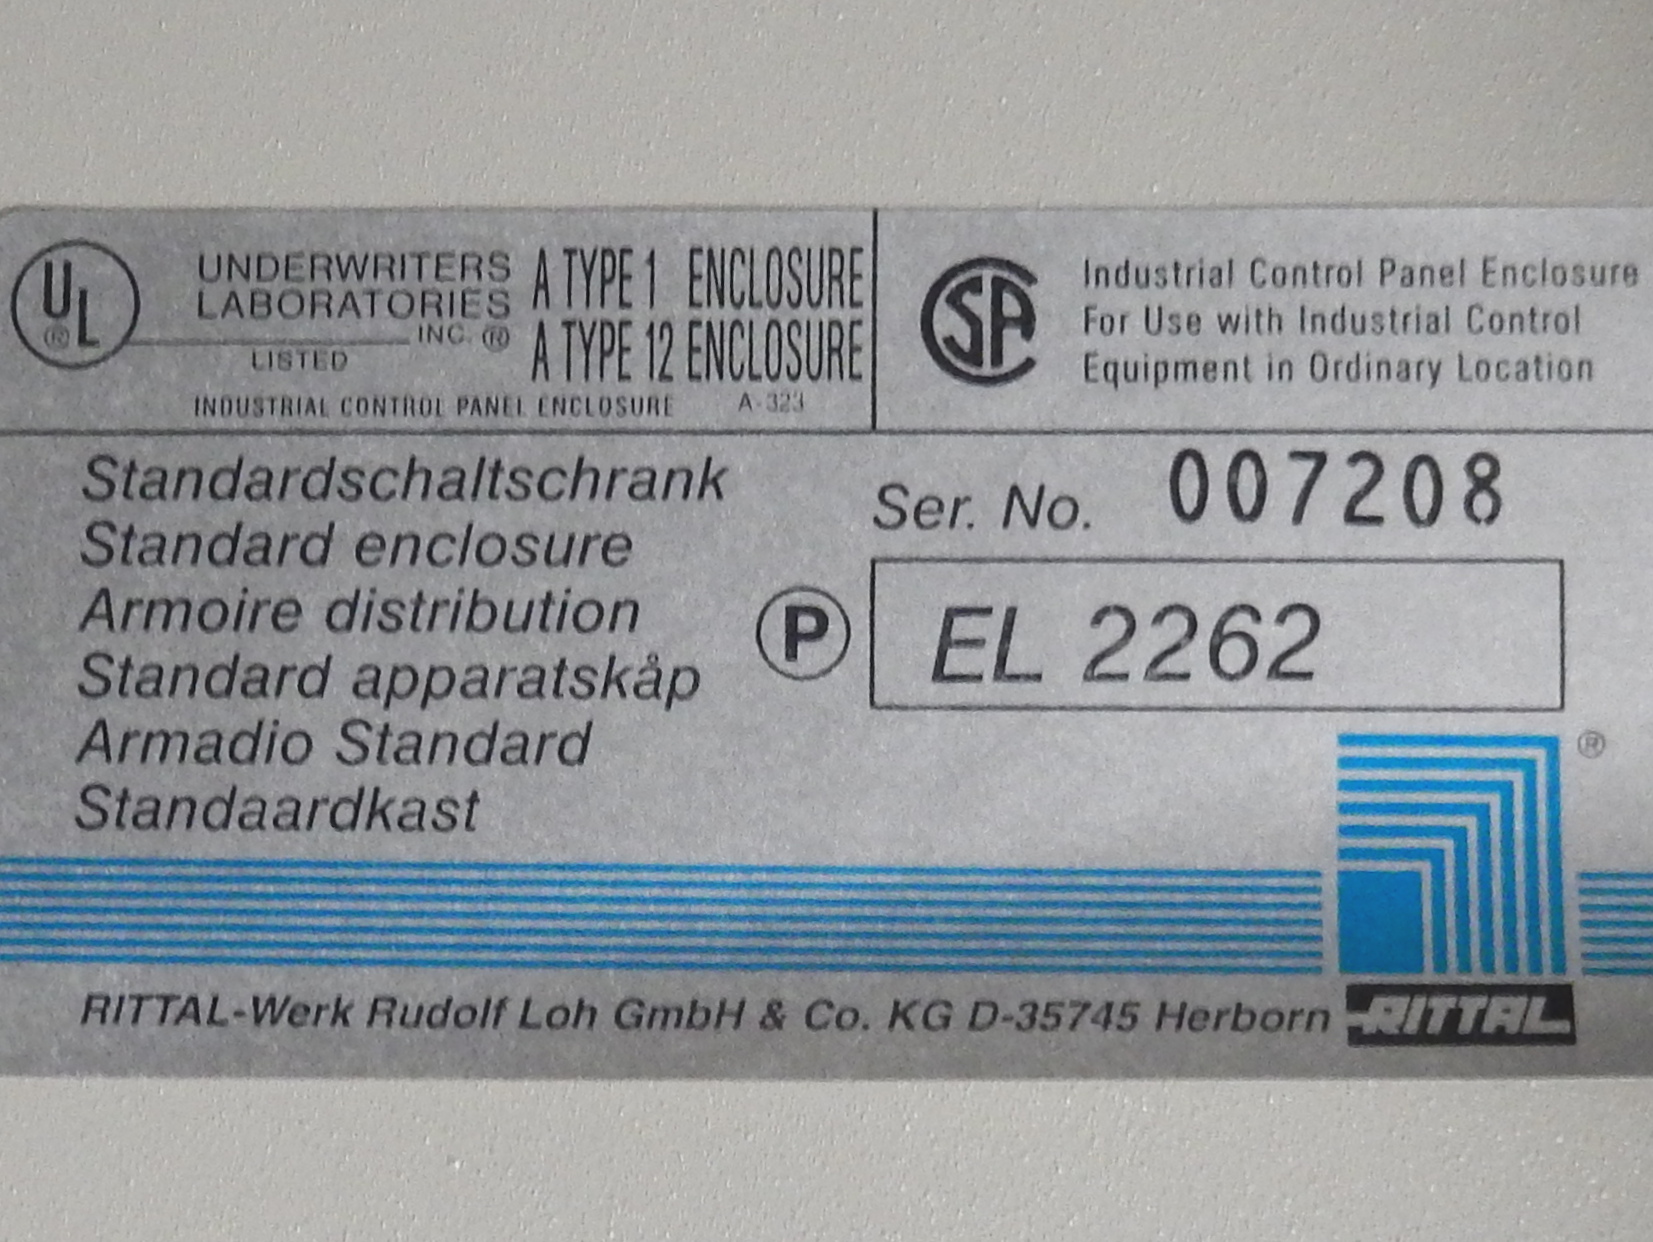 UL ®
UNDERWRITERS
LABORATORIES
INC. ®
LISTED
A TYPE 1 ENCLOSURE
A TYPE 12 ENCLOSURE
INDUSTRIAL CONTROL PANEL ENCLOSURE A-323
SA
Industrial Control Panel Enclosure
For Use with Industrial Control
Equipment in Ordinary Location
Standardschaltschrank
Standard enclosure
Armoire distribution
Standard apparatskåp
Armadio Standard
Standaardkast
Ser. No. 007208
P EL 2262
®
RITTAL-Werk Rudolf Loh GmbH & Co. KG D-35745 Herborn
RITTAL